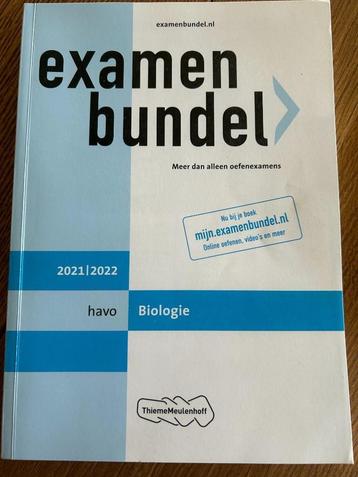 examenbundel.nl
examen
bundel
Meer dan alleen oefenexamens
Nu bij je boek
mijn.examenbundel.nl
Online oefenen, video's en meer
2021|2022
havo Biologie
ThiemeMeulenhoff